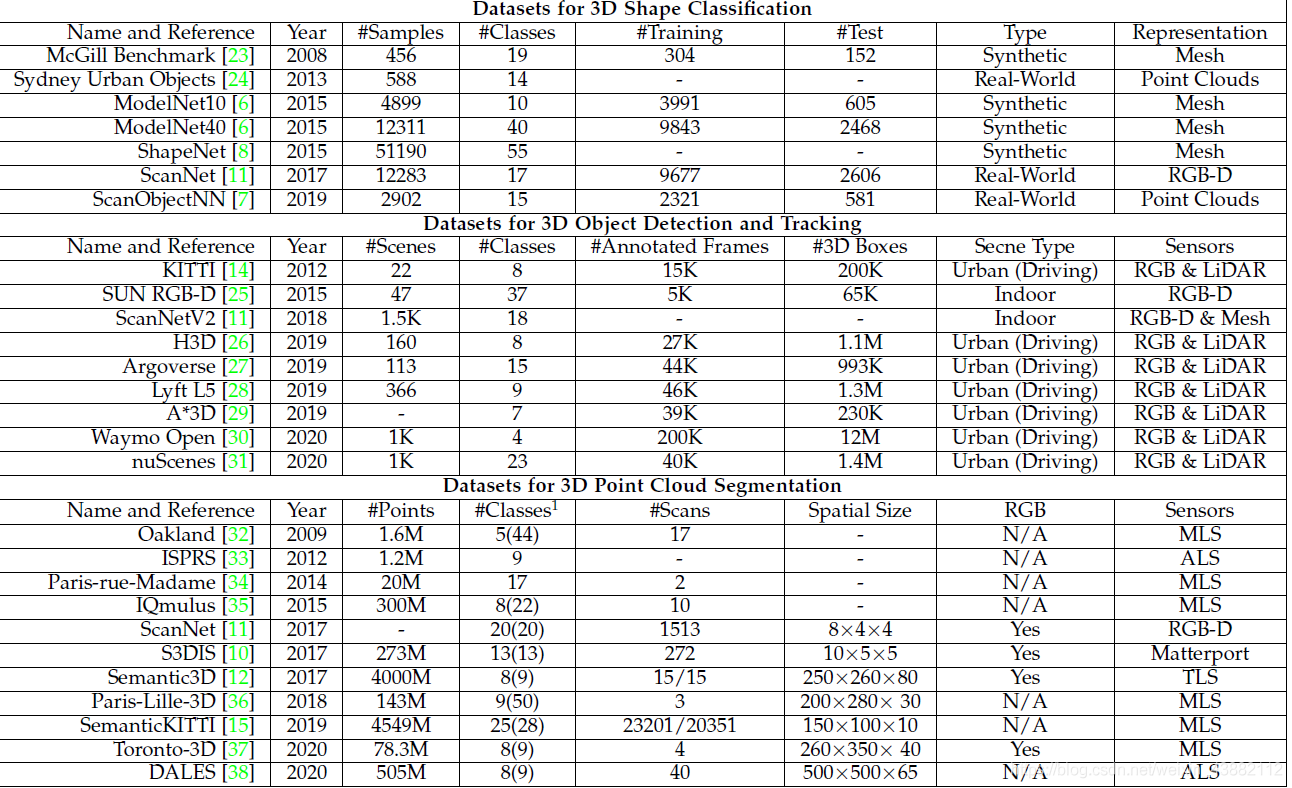 Datasets for 3D Shape Classification
Name and Reference Year #Samples #Classes #Training #Test Type Representation
McGill Benchmark [23] 2008 456 19 304 152 Synthetic Mesh
Sydney Urban Objects [24] 2013 588 14 - - Real-World Point Clouds
ModelNet10 [6] 2015 4899 10 3991 605 Synthetic Mesh
ModelNet40 [6] 2015 12311 40 9843 2468 Synthetic Mesh
ShapeNet [8] 2015 51190 55 - - Synthetic Mesh
ScanNet [11] 2017 12283 17 9677 2606 Real-World RGB-D
ScanObjectNN [7] 2019 2902 15 2321 581 Real-World Point Clouds
Datasets for 3D Object Detection and Tracking
Name and Reference Year #Scenes #Classes #Annotated Frames #3D Boxes Secne Type Sensors
KITTI [14] 2012 22 8 15K 200K Urban (Driving) RGB & LiDAR
SUN RGB-D [25] 2015 47 37 5K 65K Indoor RGB-D
ScanNetV2 [11] 2018 1.5K 18 - - Indoor RGB-D & Mesh
H3D [26] 2019 160 8 27K 1.1M Urban (Driving) RGB & LiDAR
Argoverse [27] 2019 113 15 44K 993K Urban (Driving) RGB & LiDAR
Lyft L5 [28] 2019 366 9 46K 1.3M Urban (Driving) RGB & LiDAR
A*3D [29] 2019 - 7 39K 230K Urban (Driving) RGB & LiDAR
Waymo Open [30] 2020 1K 4 200K 12M Urban (Driving) RGB & LiDAR
nuScenes [31] 2020 1K 23 40K 1.4M Urban (Driving) RGB & LiDAR
Datasets for 3D Point Cloud Segmentation
Name and Reference Year #Points #Classes¹ #Scans Spatial Size RGB Sensors
Oakland [32] 2009 1.6M 5(44) 17 - N/A MLS
ISPRS [33] 2012 1.2M 9 - - N/A ALS
Paris-rue-Madame [34] 2014 20M 17 2 - N/A MLS
IQmulus [35] 2015 300M 8(22) 10 - N/A MLS
ScanNet [11] 2017 - 20(20) 1513 8×4×4 Yes RGB-D
S3DIS [10] 2017 273M 13(13) 272 10×5×5 Yes Matterport
Semantic3D [12] 2017 4000M 8(9) 15/15 250×260×80 Yes TLS
Paris-Lille-3D [36] 2018 143M 9(50) 3 200×280× 30 N/A MLS
SemanticKITTI [15] 2019 4549M 25(28) 23201/20351 150×100×10 N/A MLS
Toronto-3D [37] 2020 78.3M 8(9) 4 260×350× 40 Yes MLS
DALES [38] 2020 505M 8(9) 40 500×500×65 N/A ALS